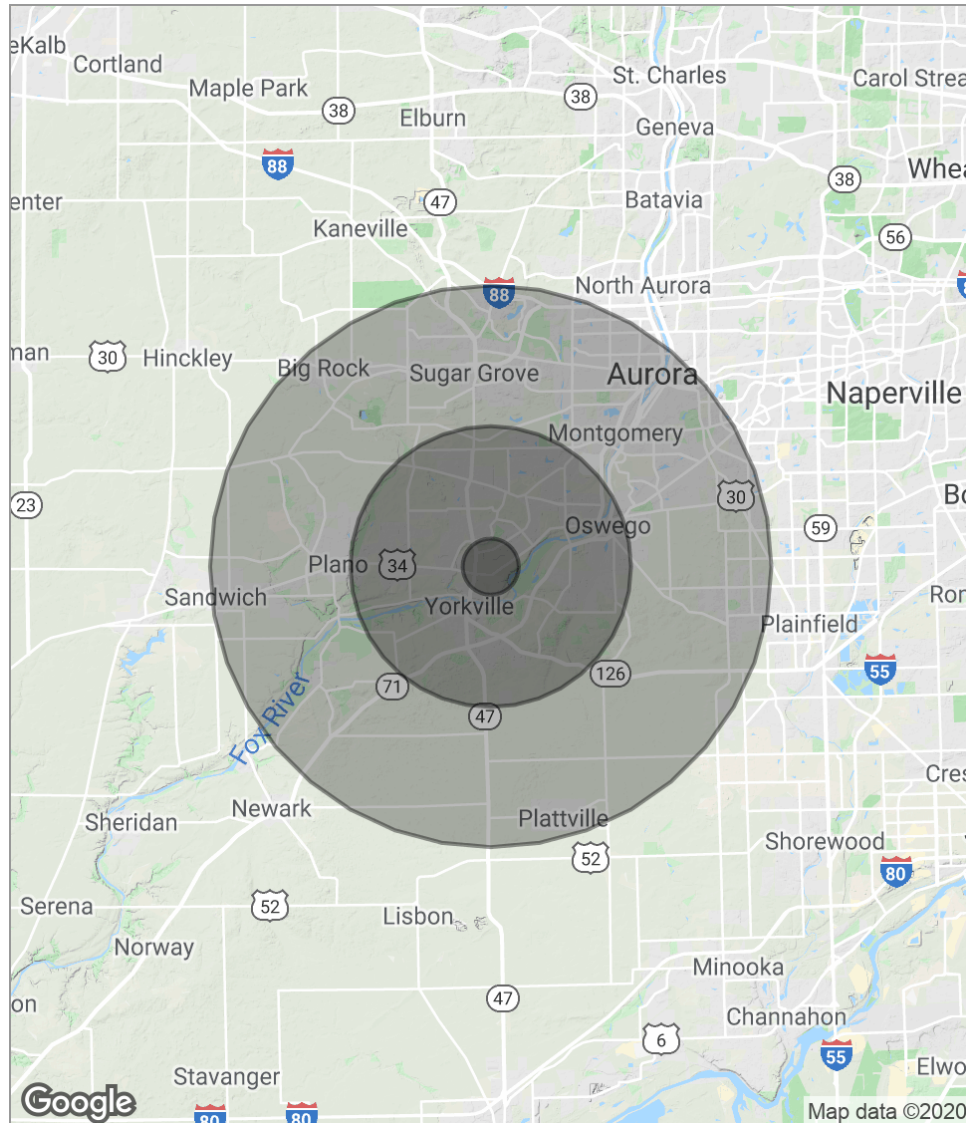 eKalb
Cortland
St. Charles
Carol Strea
Maple Park
38
38
Elburn
Geneva
88
Whea
38
enter
47
Batavia
Kaneville
56
North Aurora
88
man
30
Hinckley
Big Rock
Sugar Grove
Aurora
Naperville
Montgomery
23
30
Bo
Oswego
59
Plano
34
Sandwich
Yorkville
Ron
Plainfield
55
71
126
47
Fox River
Cres
Newark
Plattville
Sheridan
Shorewood
52
80
Serena
52
Lisbon
Norway
Minooka
on
47
Channahon
6
55
Stavanger
Elwo
Google
80
80
Map data ©2020